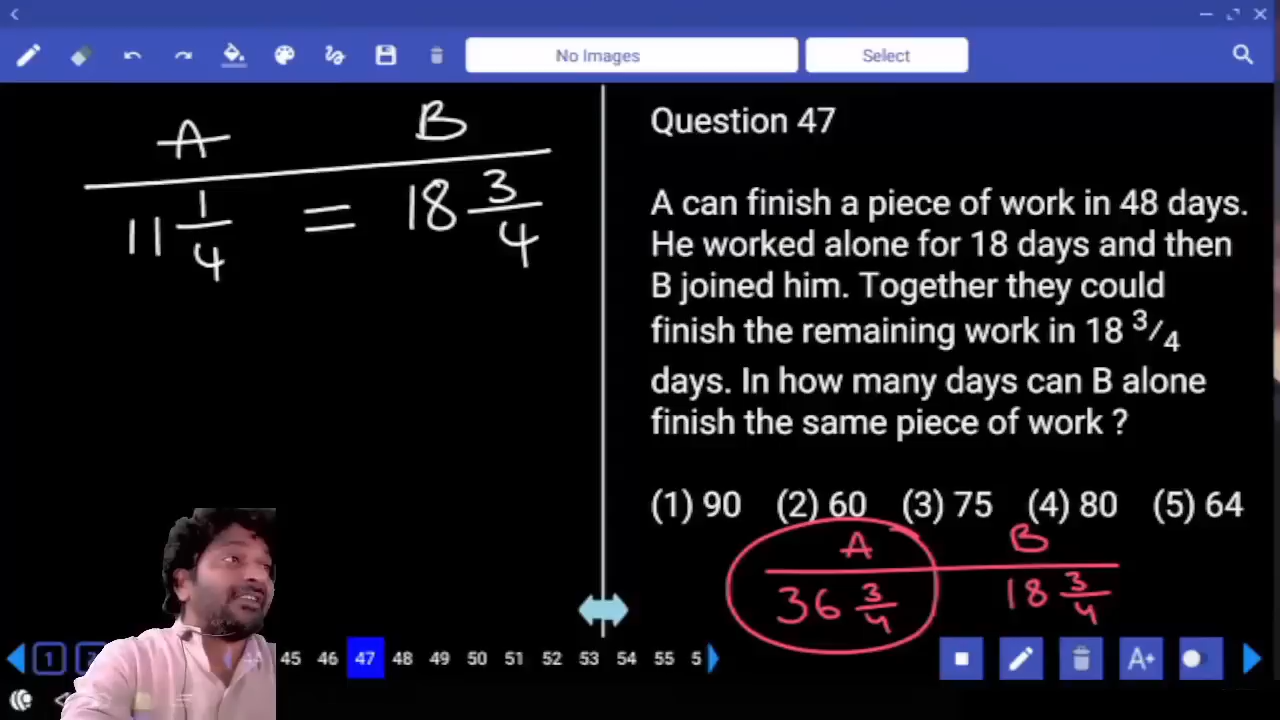 No Images
Select
A B
11 1/4 = 18 3/4
Question 47
A can finish a piece of work in 48 days.
He worked alone for 18 days and then
B joined him. Together they could
finish the remaining work in 18 3/4
days. In how many days can B alone
finish the same piece of work ?
(1) 90 (2) 60 (3) 75 (4) 80 (5) 64
A B
36 3/4 18 3/4
1 45 46 47 48 49 50 51 52 53 54 55 5
A+